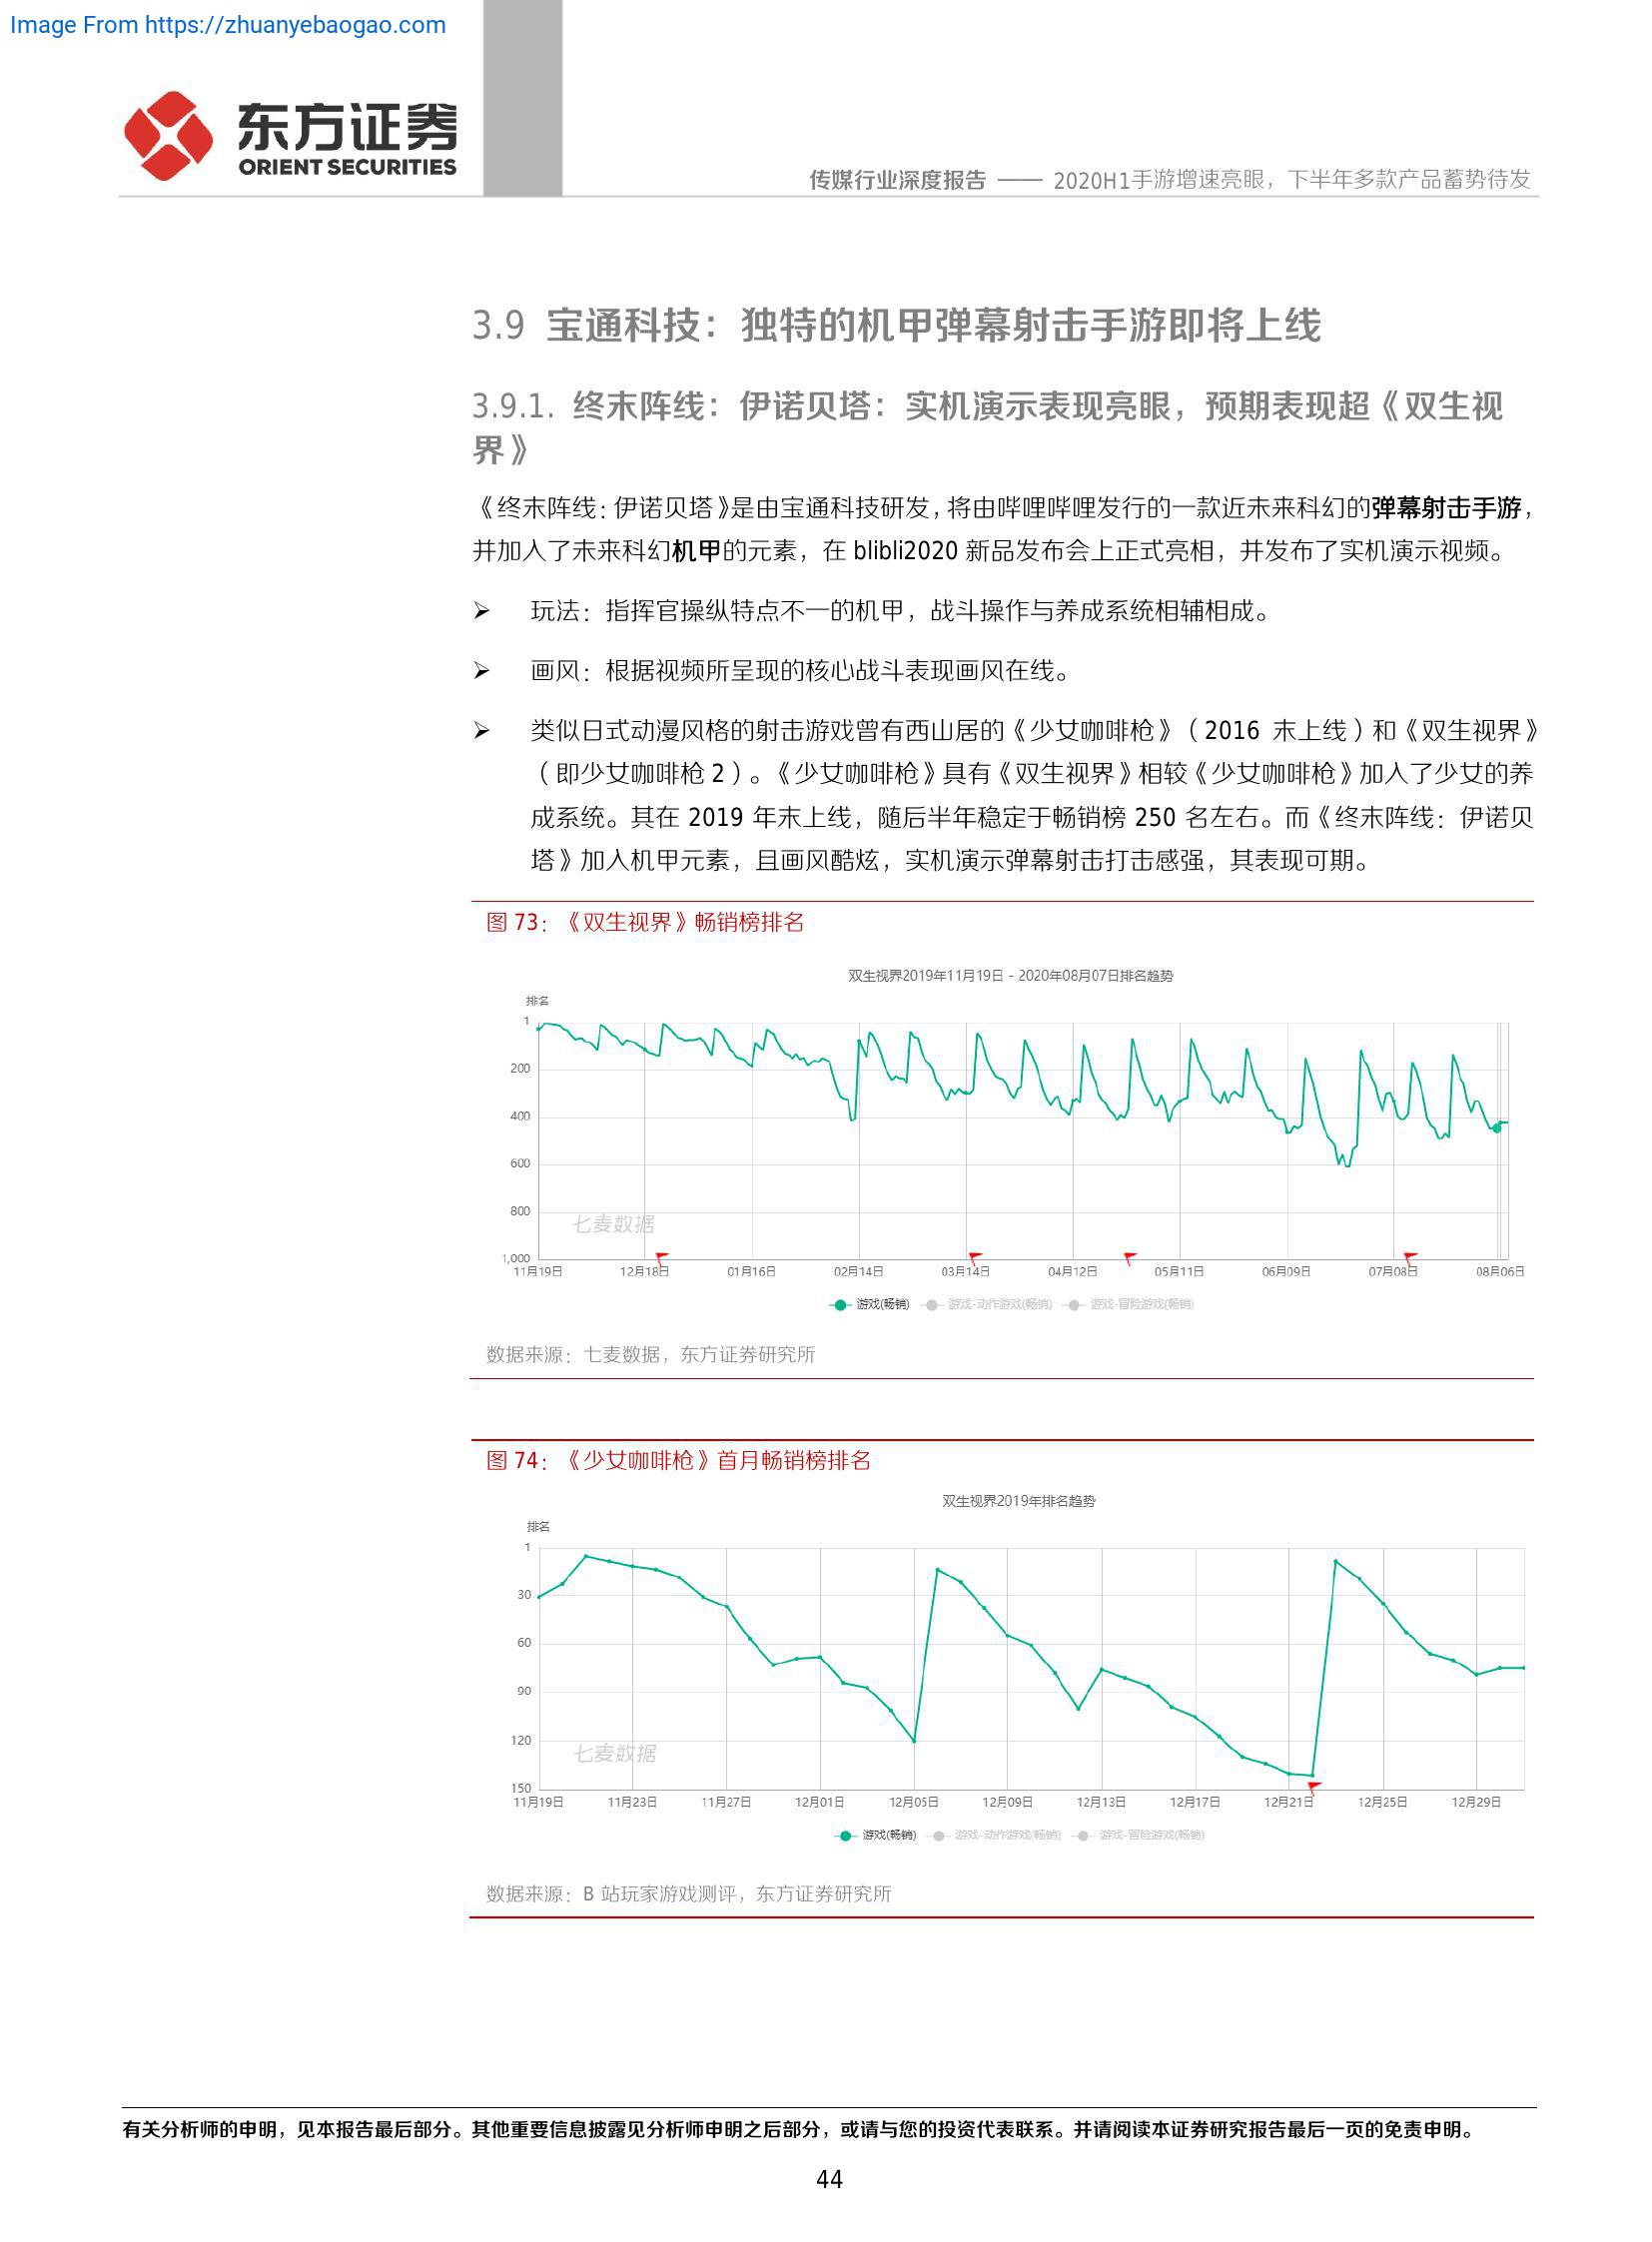 Image From https://zhuanyebaogao.com
东方证券
ORIENT SECURITIES
传媒行业深度报告 —— 2020H1手游增速亮眼，下半年多款产品蓄势待发
3.9 宝通科技：独特的机甲弹幕射击手游即将上线
3.9.1. 终末阵线：伊诺贝塔：实机演示表现亮眼，预期表现超《双生视
界》
《终末阵线：伊诺贝塔》是由宝通科技研发，将由哔哩哔哩发行的一款近未来科幻的弹幕射击手游，
并加入了未来科幻机甲的元素，在 blibli2020 新品发布会上正式亮相，并发布了实机演示视频。
➢ 玩法：指挥官操纵特点不一的机甲，战斗操作与养成系统相辅相成。
➢ 画风：根据视频所呈现的核心战斗表现画风在线。
➢ 类似日式动漫风格的射击游戏曾有西山居的《少女咖啡枪》（2016 末上线）和《双生视界》
（即少女咖啡枪 2）。《少女咖啡枪》具有《双生视界》相较《少女咖啡枪》加入了少女的养
成系统。其在 2019 年末上线，随后半年稳定于畅销榜 250 名左右。而《终末阵线：伊诺贝
塔》加入机甲元素，且画风酷炫，实机演示弹幕射击打击感强，其表现可期。
图 73：《双生视界》畅销榜排名
双生视界2019年11月19日 - 2020年08月07日排名趋势
排名
1
200
400
600
800
1,000
七麦数据
11月19日 12月18日 01月16日 02月14日 03月14日 04月12日 05月11日 06月09日 07月08日 08月06日
游戏(畅销) 游戏-动作游戏(畅销) 游戏-冒险游戏(畅销)
数据来源：七麦数据，东方证券研究所
图 74：《少女咖啡枪》首月畅销榜排名
双生视界2019年排名趋势
排名
1
30
60
90
120
150
七麦数据
11月19日 11月23日 11月27日 12月01日 12月05日 12月09日 12月13日 12月17日 12月21日 12月25日 12月29日
游戏(畅销) 游戏-动作游戏(畅销) 游戏-冒险游戏(畅销)
数据来源：B 站玩家游戏测评，东方证券研究所
有关分析师的申明，见本报告最后部分。其他重要信息披露见分析师申明之后部分，或请与您的投资代表联系。并请阅读本证券研究报告最后一页的免责申明。
44